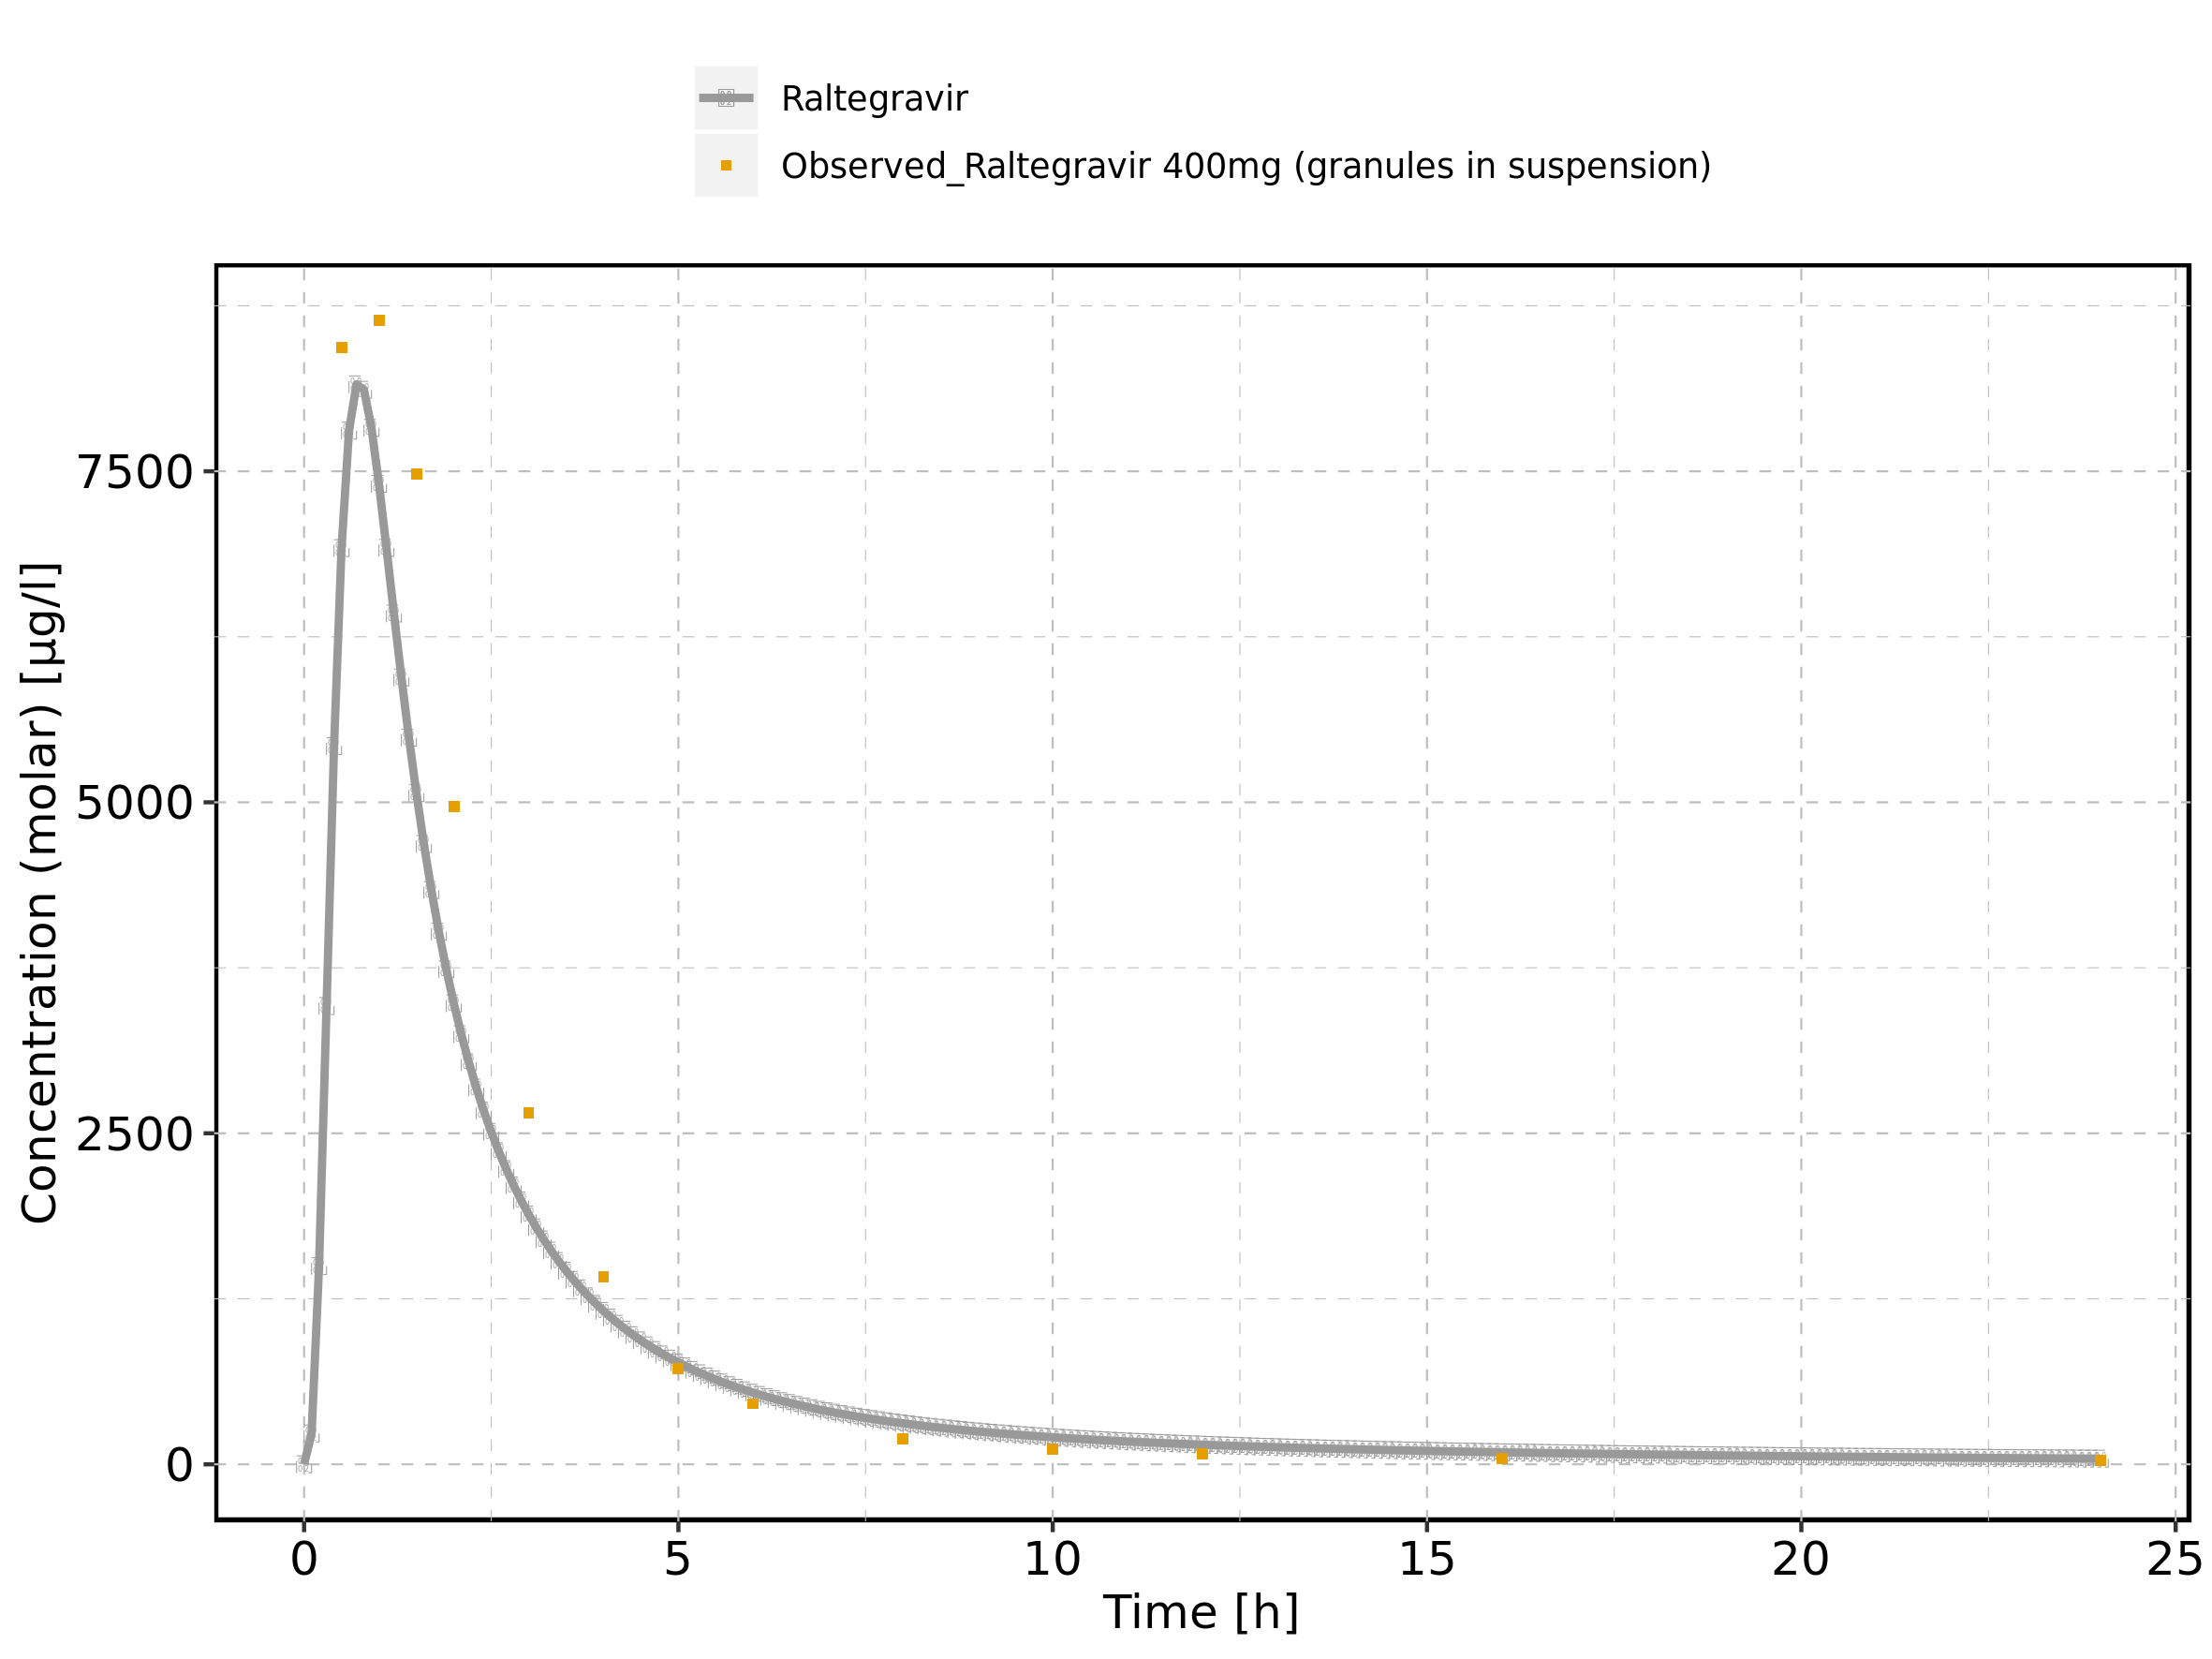 Raltegravir
Observed_Raltegravir 400mg (granules in suspension)
Concentration (molar) [µg/l]
7500
5000
2500
0
0 5 10 15 20 25
Time [h]